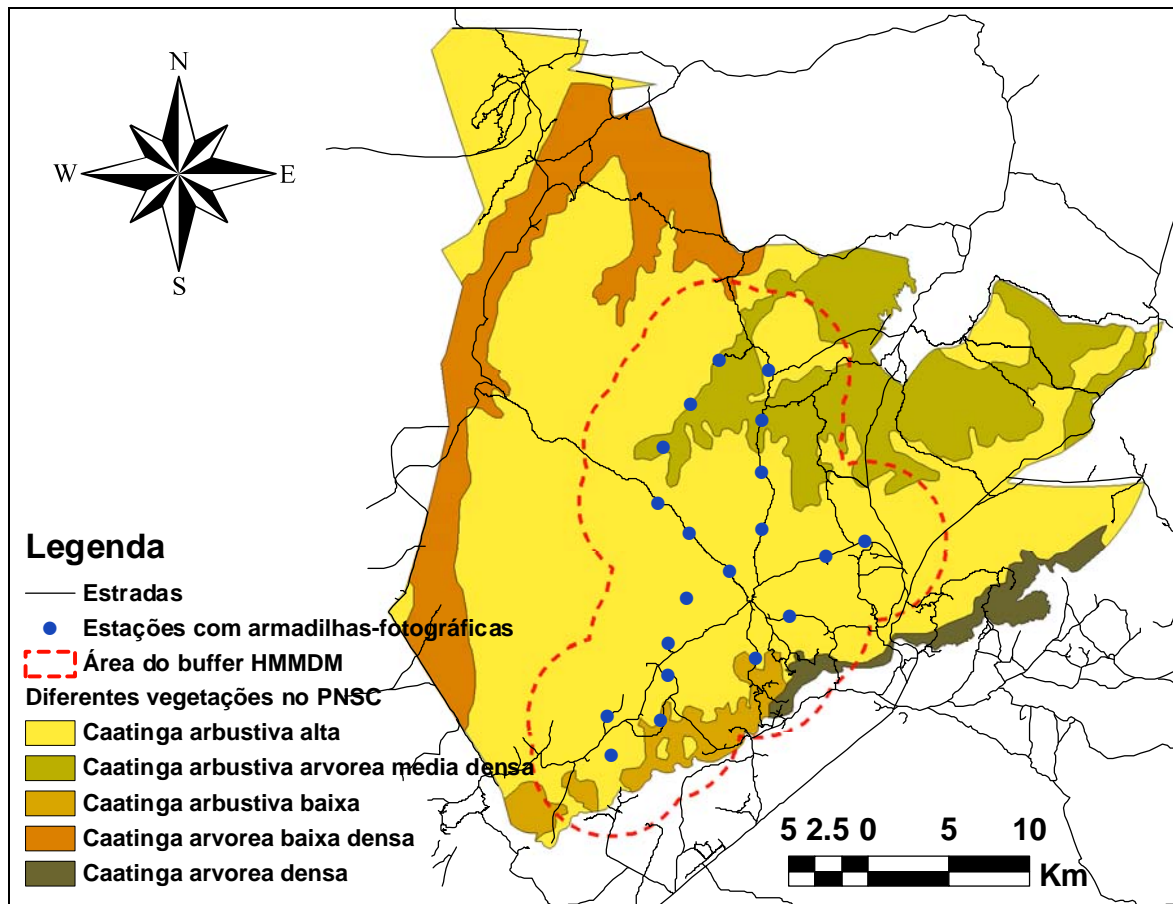 N
W E
S
Legenda
Estradas
Estações com armadilhas-fotográficas
Área do buffer HMMDM
Diferentes vegetações no PNSC
Caatinga arbustiva alta
Caatinga arbustiva arvorea media densa
Caatinga arbustiva baixa
Caatinga arvorea baixa densa
Caatinga arvorea densa
5 2.5 0 5 10
Km